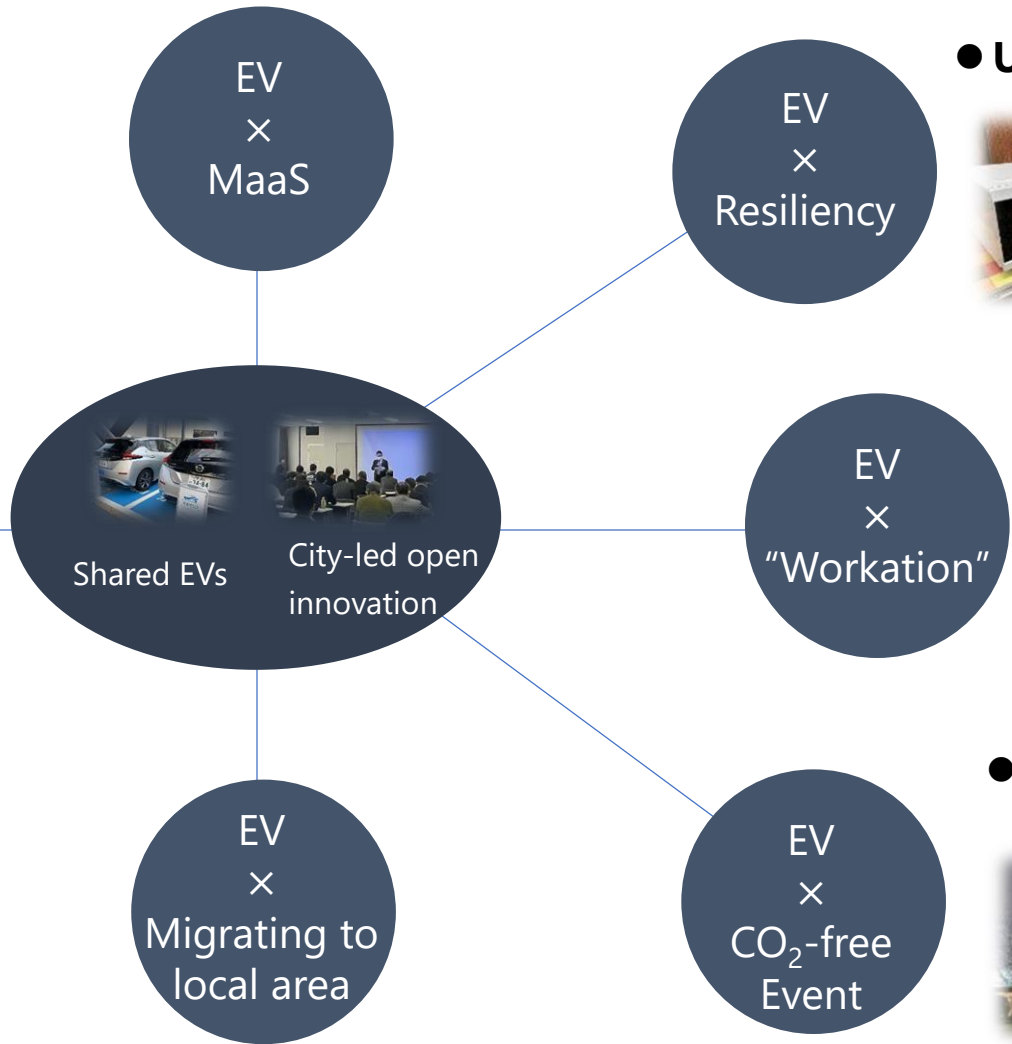 EV
×
MaaS
● U
EV
×
Resiliency
Shared EVs
City-led open
innovation
EV
×
“Workation”
EV
×
Migrating to
local area
●
EV
×
CO₂-free
Event